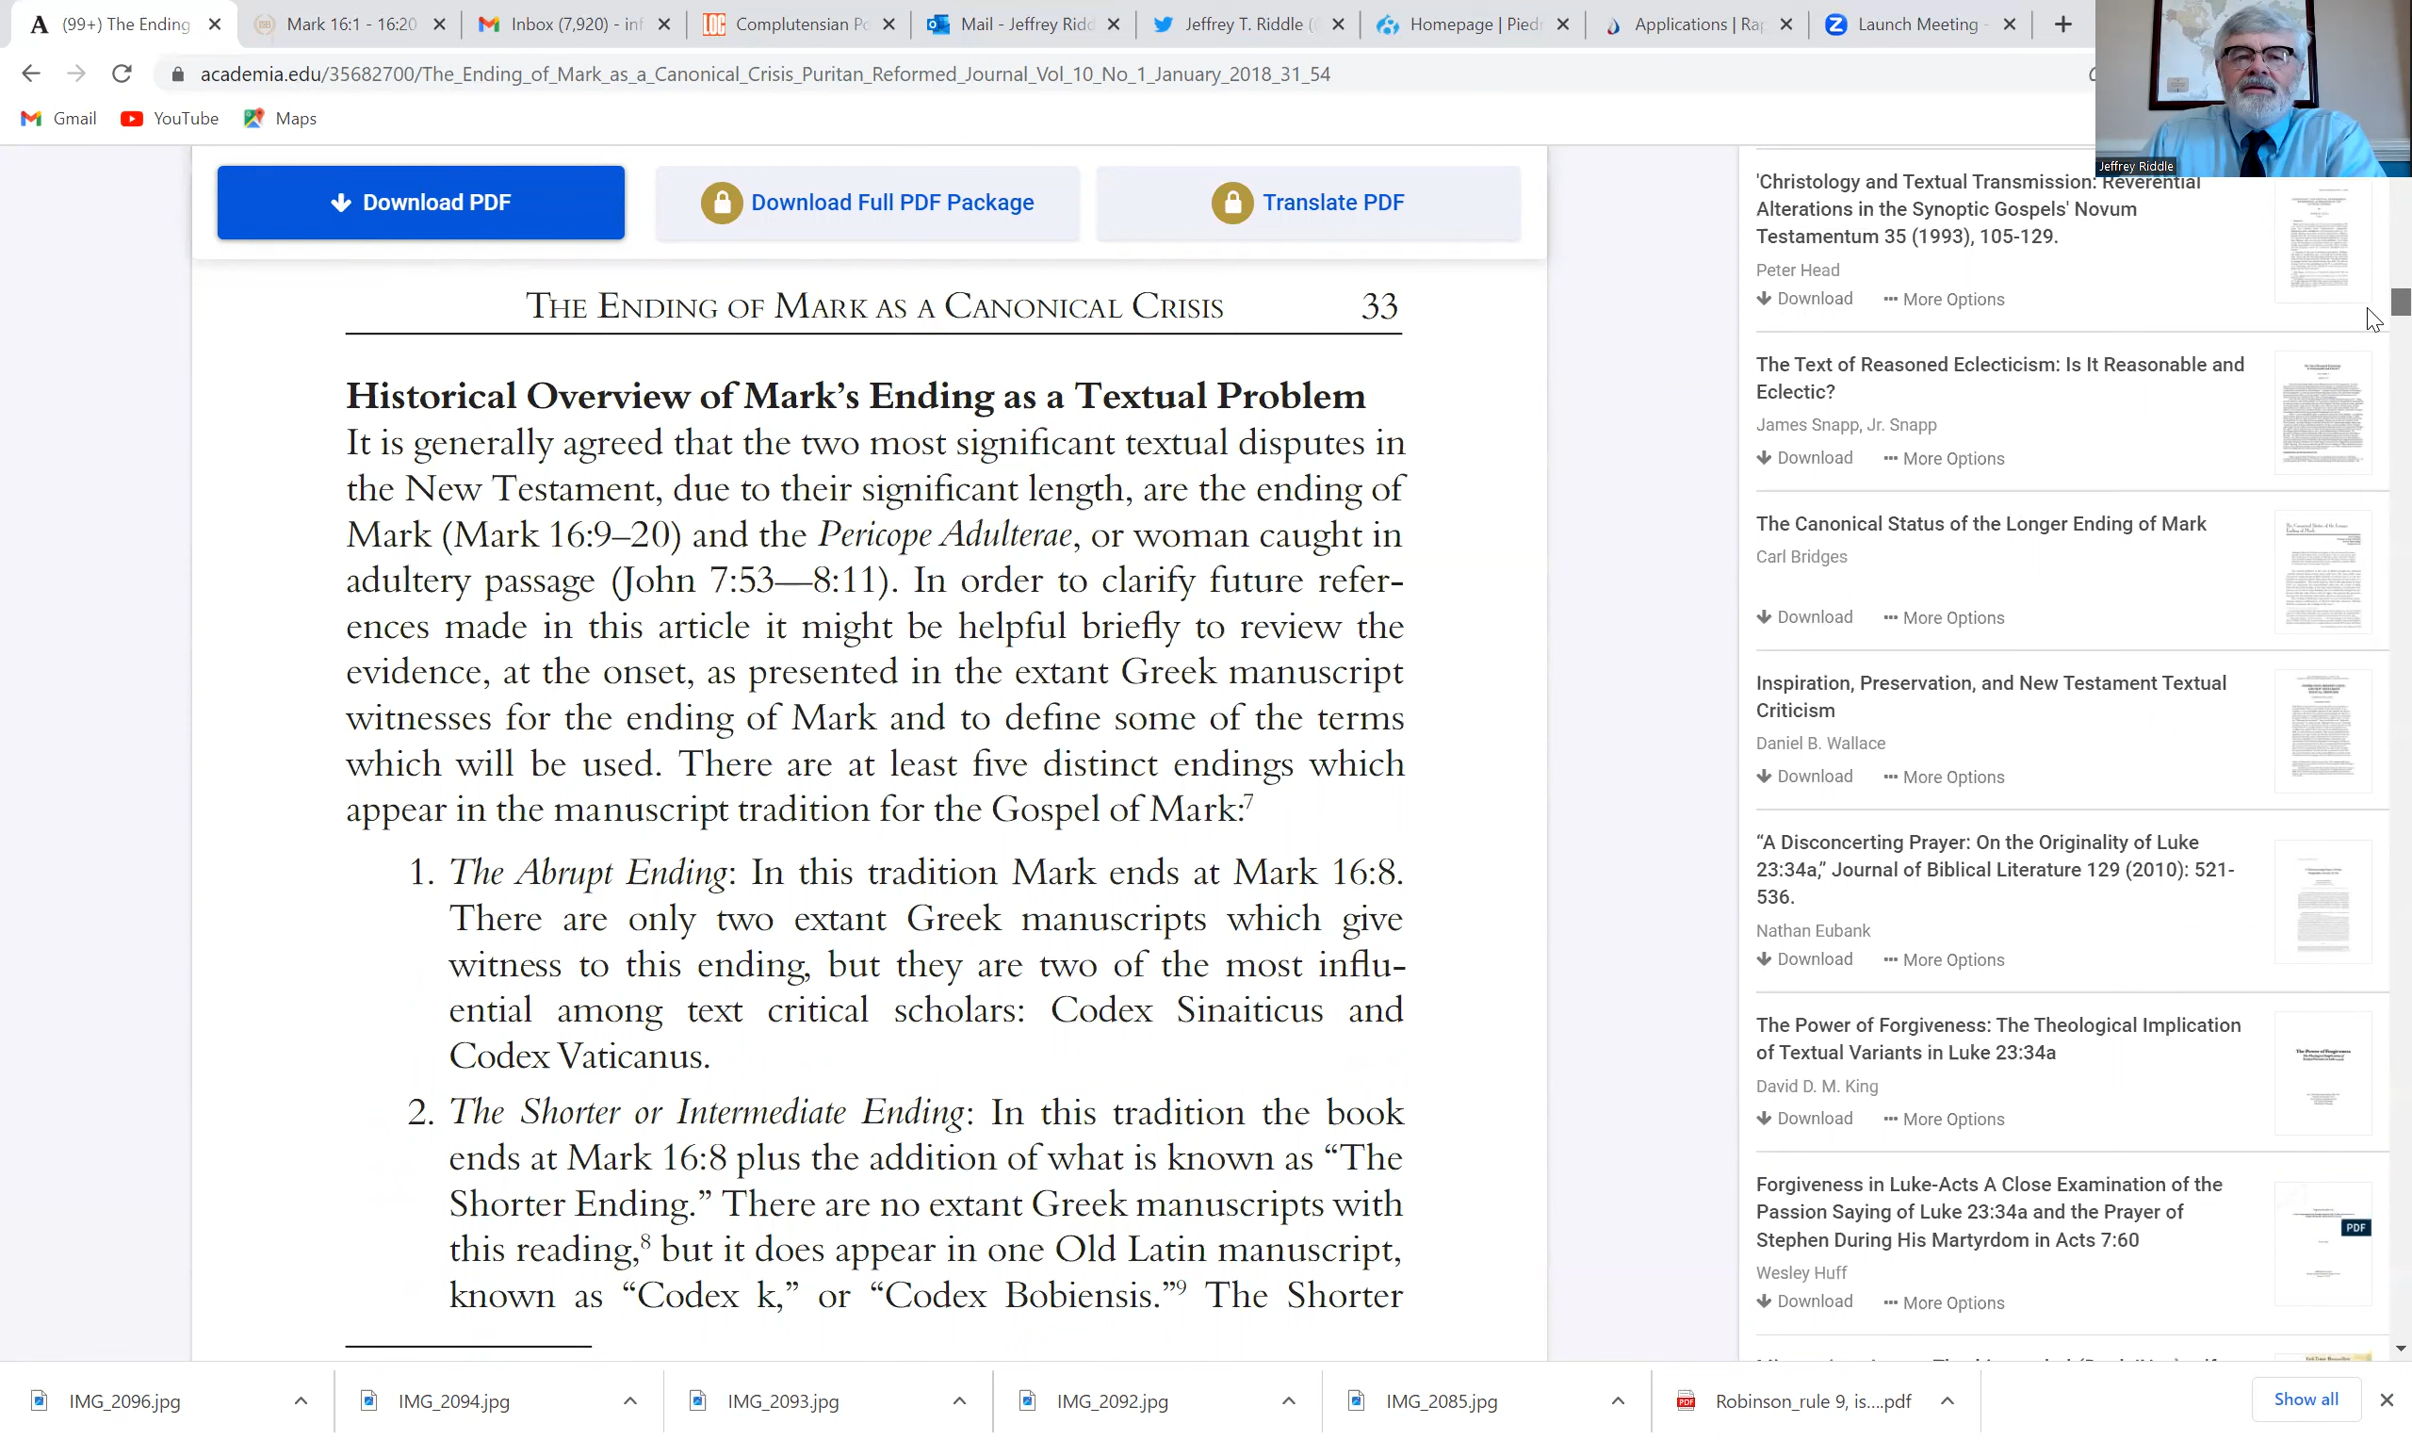 (99+) The Ending
Mark 16:1 - 16:20
Inbox (7,920) - inf
LOC
Complutensian Po
Mail - Jeffrey Ridd
Jeffrey T. Riddle (
Homepage | Pied
Applications | Rap
Launch Meeting -
academia.edu/35682700/The_Ending_of_Mark_as_a_Canonical_Crisis_Puritan_Reformed_Journal_Vol_10_No_1_January_2018_31_54
Gmail
YouTube
Maps
Jeffrey Riddle
Download PDF
Download Full PDF Package
Translate PDF
THE ENDING OF MARK AS A CANONICAL CRISIS 33
Historical Overview of Mark’s Ending as a Textual Problem
It is generally agreed that the two most significant textual disputes in
the New Testament, due to their significant length, are the ending of
Mark (Mark 16:9–20) and the Pericope Adulterae, or woman caught in
adultery passage (John 7:53—8:11). In order to clarify future refer-
ences made in this article it might be helpful briefly to review the
evidence, at the onset, as presented in the extant Greek manuscript
witnesses for the ending of Mark and to define some of the terms
which will be used. There are at least five distinct endings which
appear in the manuscript tradition for the Gospel of Mark:7
1. The Abrupt Ending: In this tradition Mark ends at Mark 16:8.
There are only two extant Greek manuscripts which give
witness to this ending, but they are two of the most influ-
ential among text critical scholars: Codex Sinaiticus and
Codex Vaticanus.
2. The Shorter or Intermediate Ending: In this tradition the book
ends at Mark 16:8 plus the addition of what is known as “The
Shorter Ending.” There are no extant Greek manuscripts with
this reading,8 but it does appear in one Old Latin manuscript,
known as “Codex k,” or “Codex Bobiensis.”9 The Shorter
'Christology and Textual Transmission: Reverential
Alterations in the Synoptic Gospels' Novum
Testamentum 35 (1993), 105-129.
Peter Head
Download ••• More Options
The Text of Reasoned Eclecticism: Is It Reasonable and
Eclectic?
James Snapp, Jr. Snapp
Download ••• More Options
The Canonical Status of the Longer Ending of Mark
Carl Bridges
Download ••• More Options
Inspiration, Preservation, and New Testament Textual
Criticism
Daniel B. Wallace
Download ••• More Options
“A Disconcerting Prayer: On the Originality of Luke
23:34a,” Journal of Biblical Literature 129 (2010): 521-
536.
Nathan Eubank
Download ••• More Options
The Power of Forgiveness: The Theological Implication
of Textual Variants in Luke 23:34a
David D. M. King
Download ••• More Options
Forgiveness in Luke-Acts A Close Examination of the
Passion Saying of Luke 23:34a and the Prayer of
Stephen During His Martyrdom in Acts 7:60
PDF
Wesley Huff
Download ••• More Options
IMG_2096.jpg
IMG_2094.jpg
IMG_2093.jpg
IMG_2092.jpg
IMG_2085.jpg
Robinson_rule 9, is....pdf
Show all